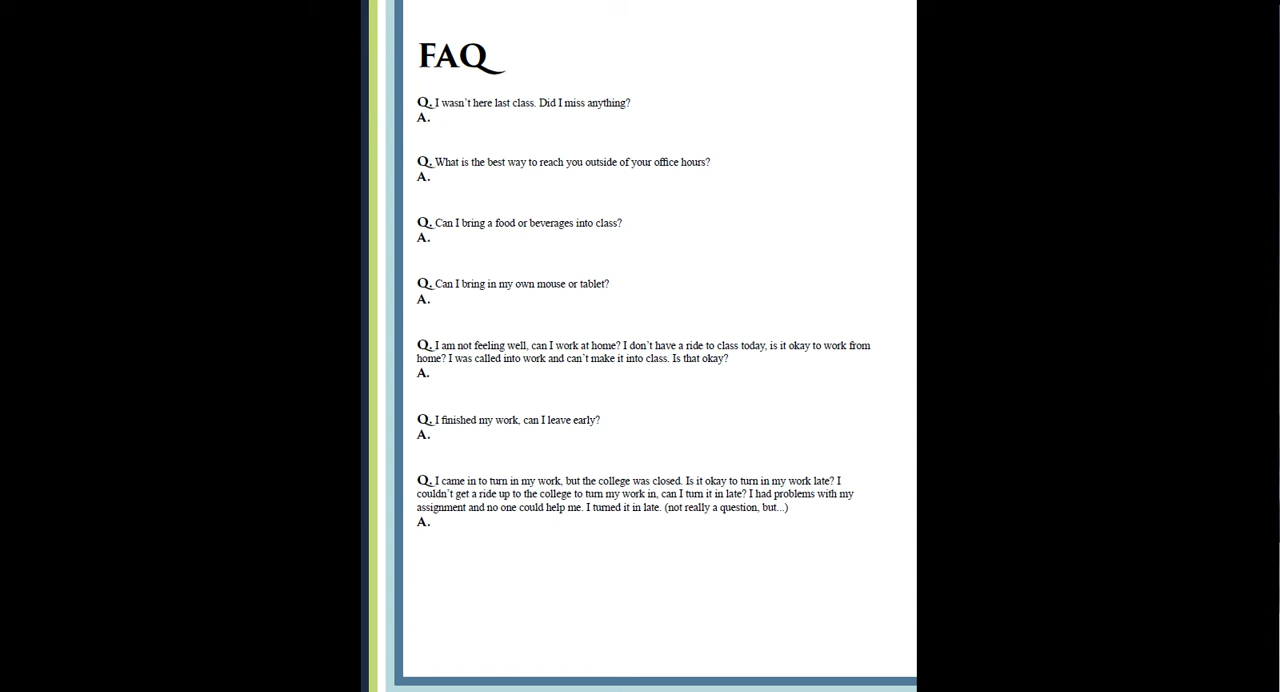 FAQ
Q. I wasn't here last class. Did I miss anything?
A.
Q. What is the best way to reach you outside of your office hours?
A.
Q. Can I bring a food or beverages into class?
A.
Q. Can I bring in my own mouse or tablet?
A.
Q. I am not feeling well, can I work at home? I don't have a ride to class today, is it okay to work from
home? I was called into work and can't make it into class. Is that okay?
A.
Q. I finished my work, can I leave early?
A.
Q. I came in to turn in my work, but the college was closed. Is it okay to turn in my work late? I
couldn't get a ride up to the college to turn my work in, can I turn it in late? I had problems with my
assignment and no one could help me. I turned it in late. (not really a question, but...)
A.